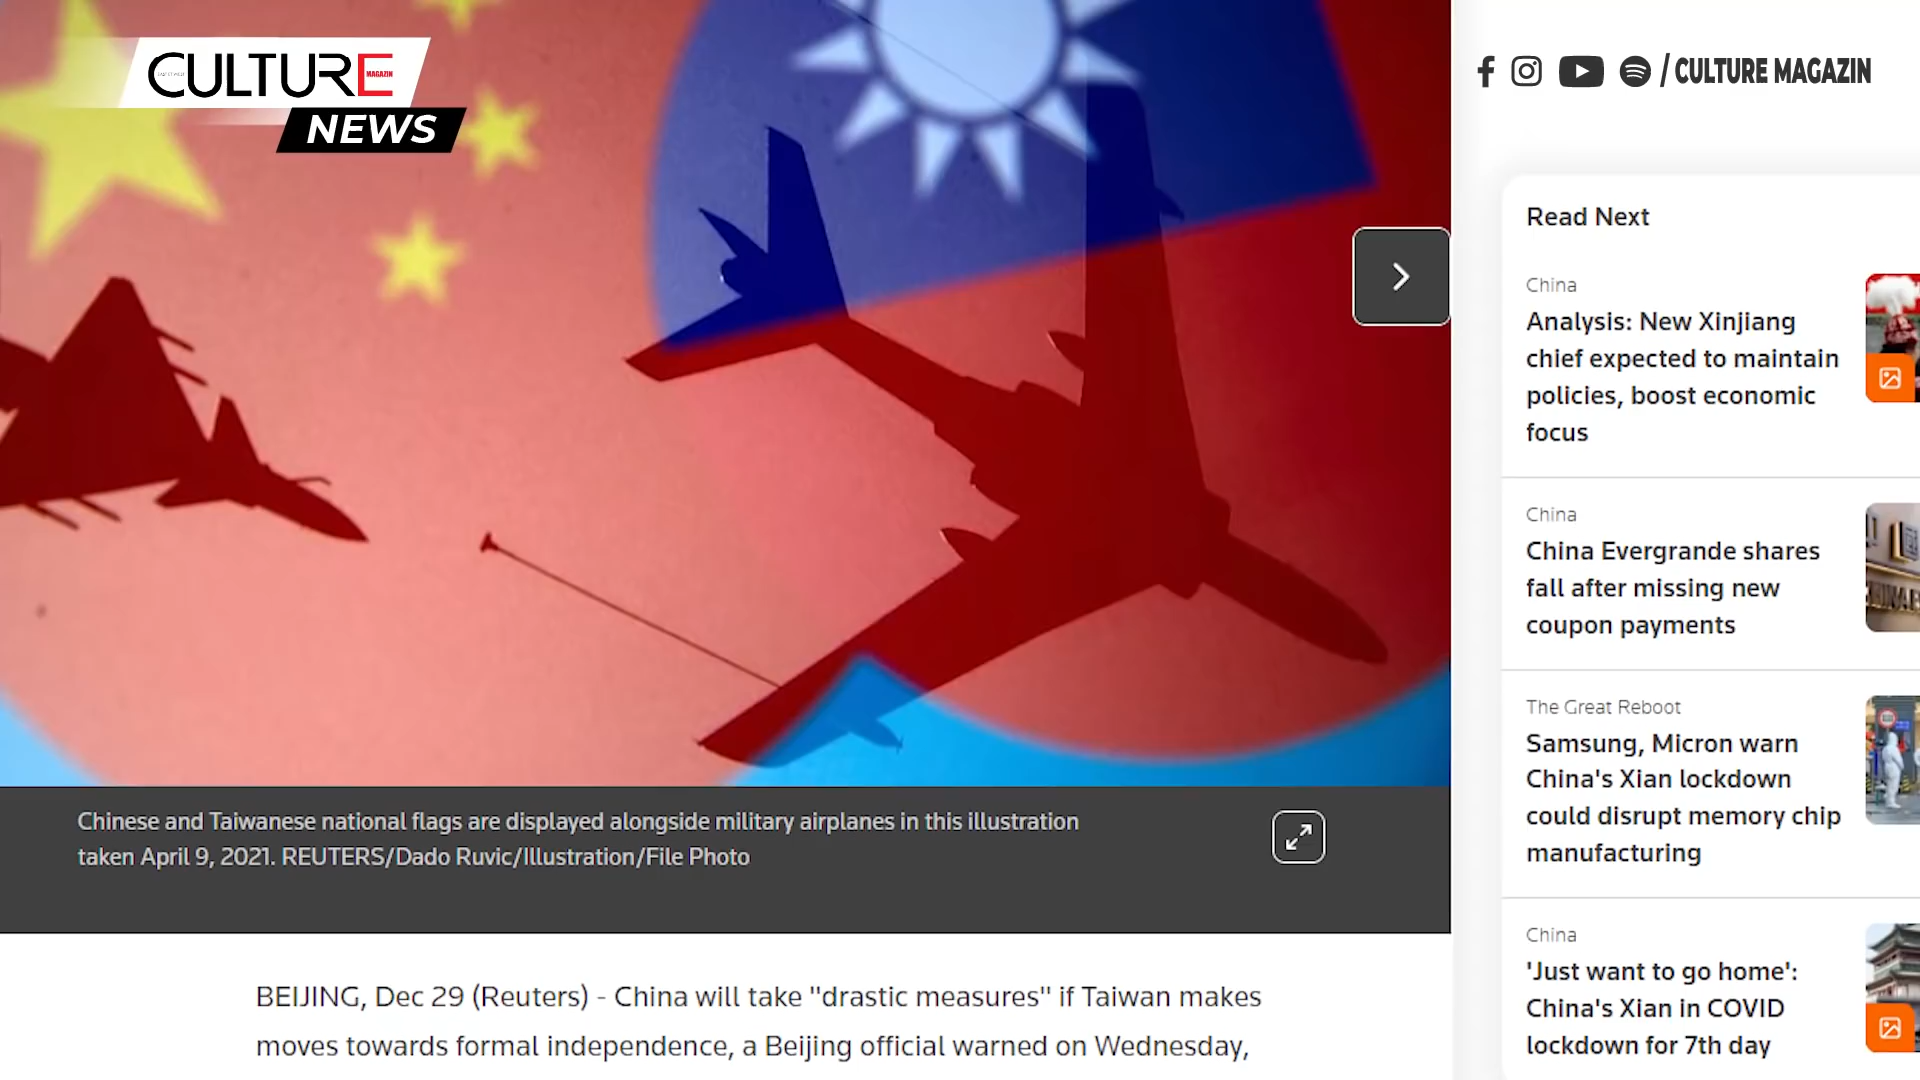 CULTURE
MAGAZIN
NEWS
/ CULTURE MAGAZIN
Read Next
China
Analysis: New Xinjiang
chief expected to maintain
policies, boost economic
focus
China
China Evergrande shares
fall after missing new
coupon payments
The Great Reboot
Samsung, Micron warn
China's Xian lockdown
could disrupt memory chip
manufacturing
China
'Just want to go home':
China's Xian in COVID
lockdown for 7th day
Chinese and Taiwanese national flags are displayed alongside military airplanes in this illustration
taken April 9, 2021. REUTERS/Dado Ruvic/Illustration/File Photo
BEIJING, Dec 29 (Reuters) - China will take "drastic measures" if Taiwan makes
moves towards formal independence, a Beijing official warned on Wednesday,